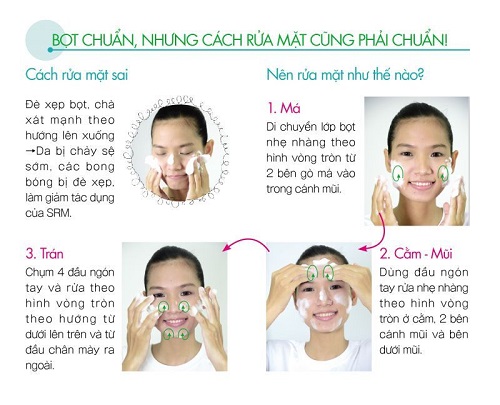 BỌT CHUẨN, NHƯNG CÁCH RỬA MẶT CŨNG PHẢI CHUẨN!
Cách rửa mặt sai
Đè xẹp bọt, chà
xát mạnh theo
hướng lên xuống
→Da bị chảy sệ
sớm, các bong
bóng bị đè xẹp,
làm giảm tác dụng
của SRM.
Nên rửa mặt như thế nào?
1. Má
Di chuyển lớp bọt
nhẹ nhàng theo
hình vòng tròn từ
2 bên gò má vào
trong cánh mũi.
2. Cằm - Mũi
Dùng đầu ngón
tay rửa nhẹ nhàng
theo hình vòng
tròn ở cằm, 2 bên
cánh mũi và bên
dưới mũi.
3. Trán
Chụm 4 đầu ngón
tay và rửa theo
hình vòng tròn
theo hướng từ
dưới lên trên và từ
đầu chân mày ra
ngoài.